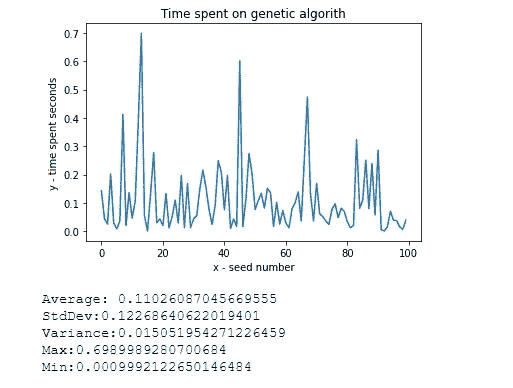 Time spent on genetic algorith
0.7
0.6
0.5
0.4
0.3
0.2
0.1
0.0
y - time spent seconds
0 20 40 60 80 100
x - seed number
Average: 0.11026087045669555
StdDev:0.12268640622019401
Variance:0.015051954271226459
Max:0.6989989280700684
Min:0.0009992122650146484